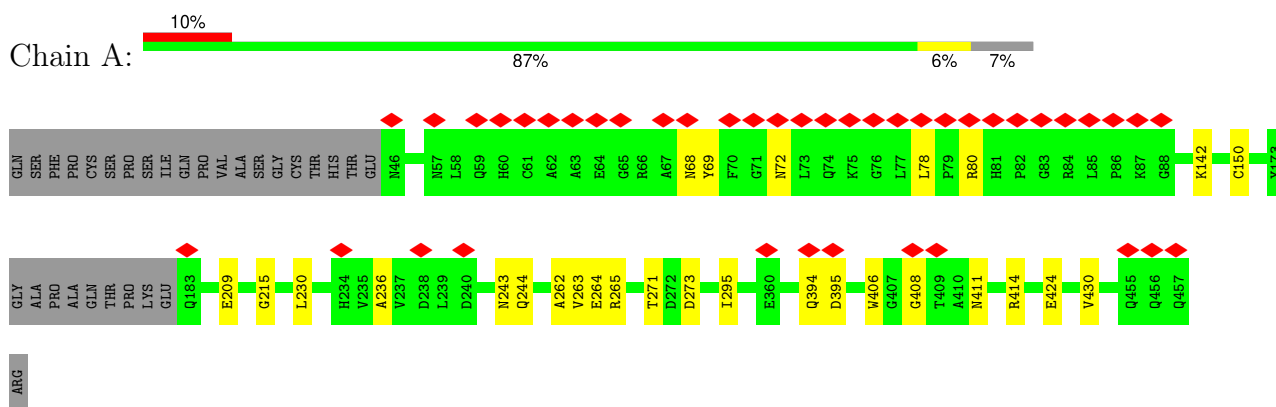 10%
Chain A:
87% 6% 7%
GLN SER PHE PRO CYS SER PRO SER ILE GLN PRO VAL ALA SER GLY CYS THR HIS THR GLU N46 N57 L58 Q59 H60 C61 A62 A63 E64 G65 R66 A67 N68 Y69 F70 G71 N72 L73 Q74 K75 G76 L77 L78 P79 R80 H81 P82 G83 R84 L85 P86 K87 G88 K142 C150
GLY ALA PRO ALA GLN THR PRO LYS GLU Q183 E209 G215 L230 H234 V235 A236 V237 D238 L239 D240 N243 Q244 A262 V263 E264 R265 T271 D272 D273 I295 E360 Q394 D395 W406 G407 G408 T409 A410 N411 R414 E424 V430 Q455 Q456 Q457
ARG